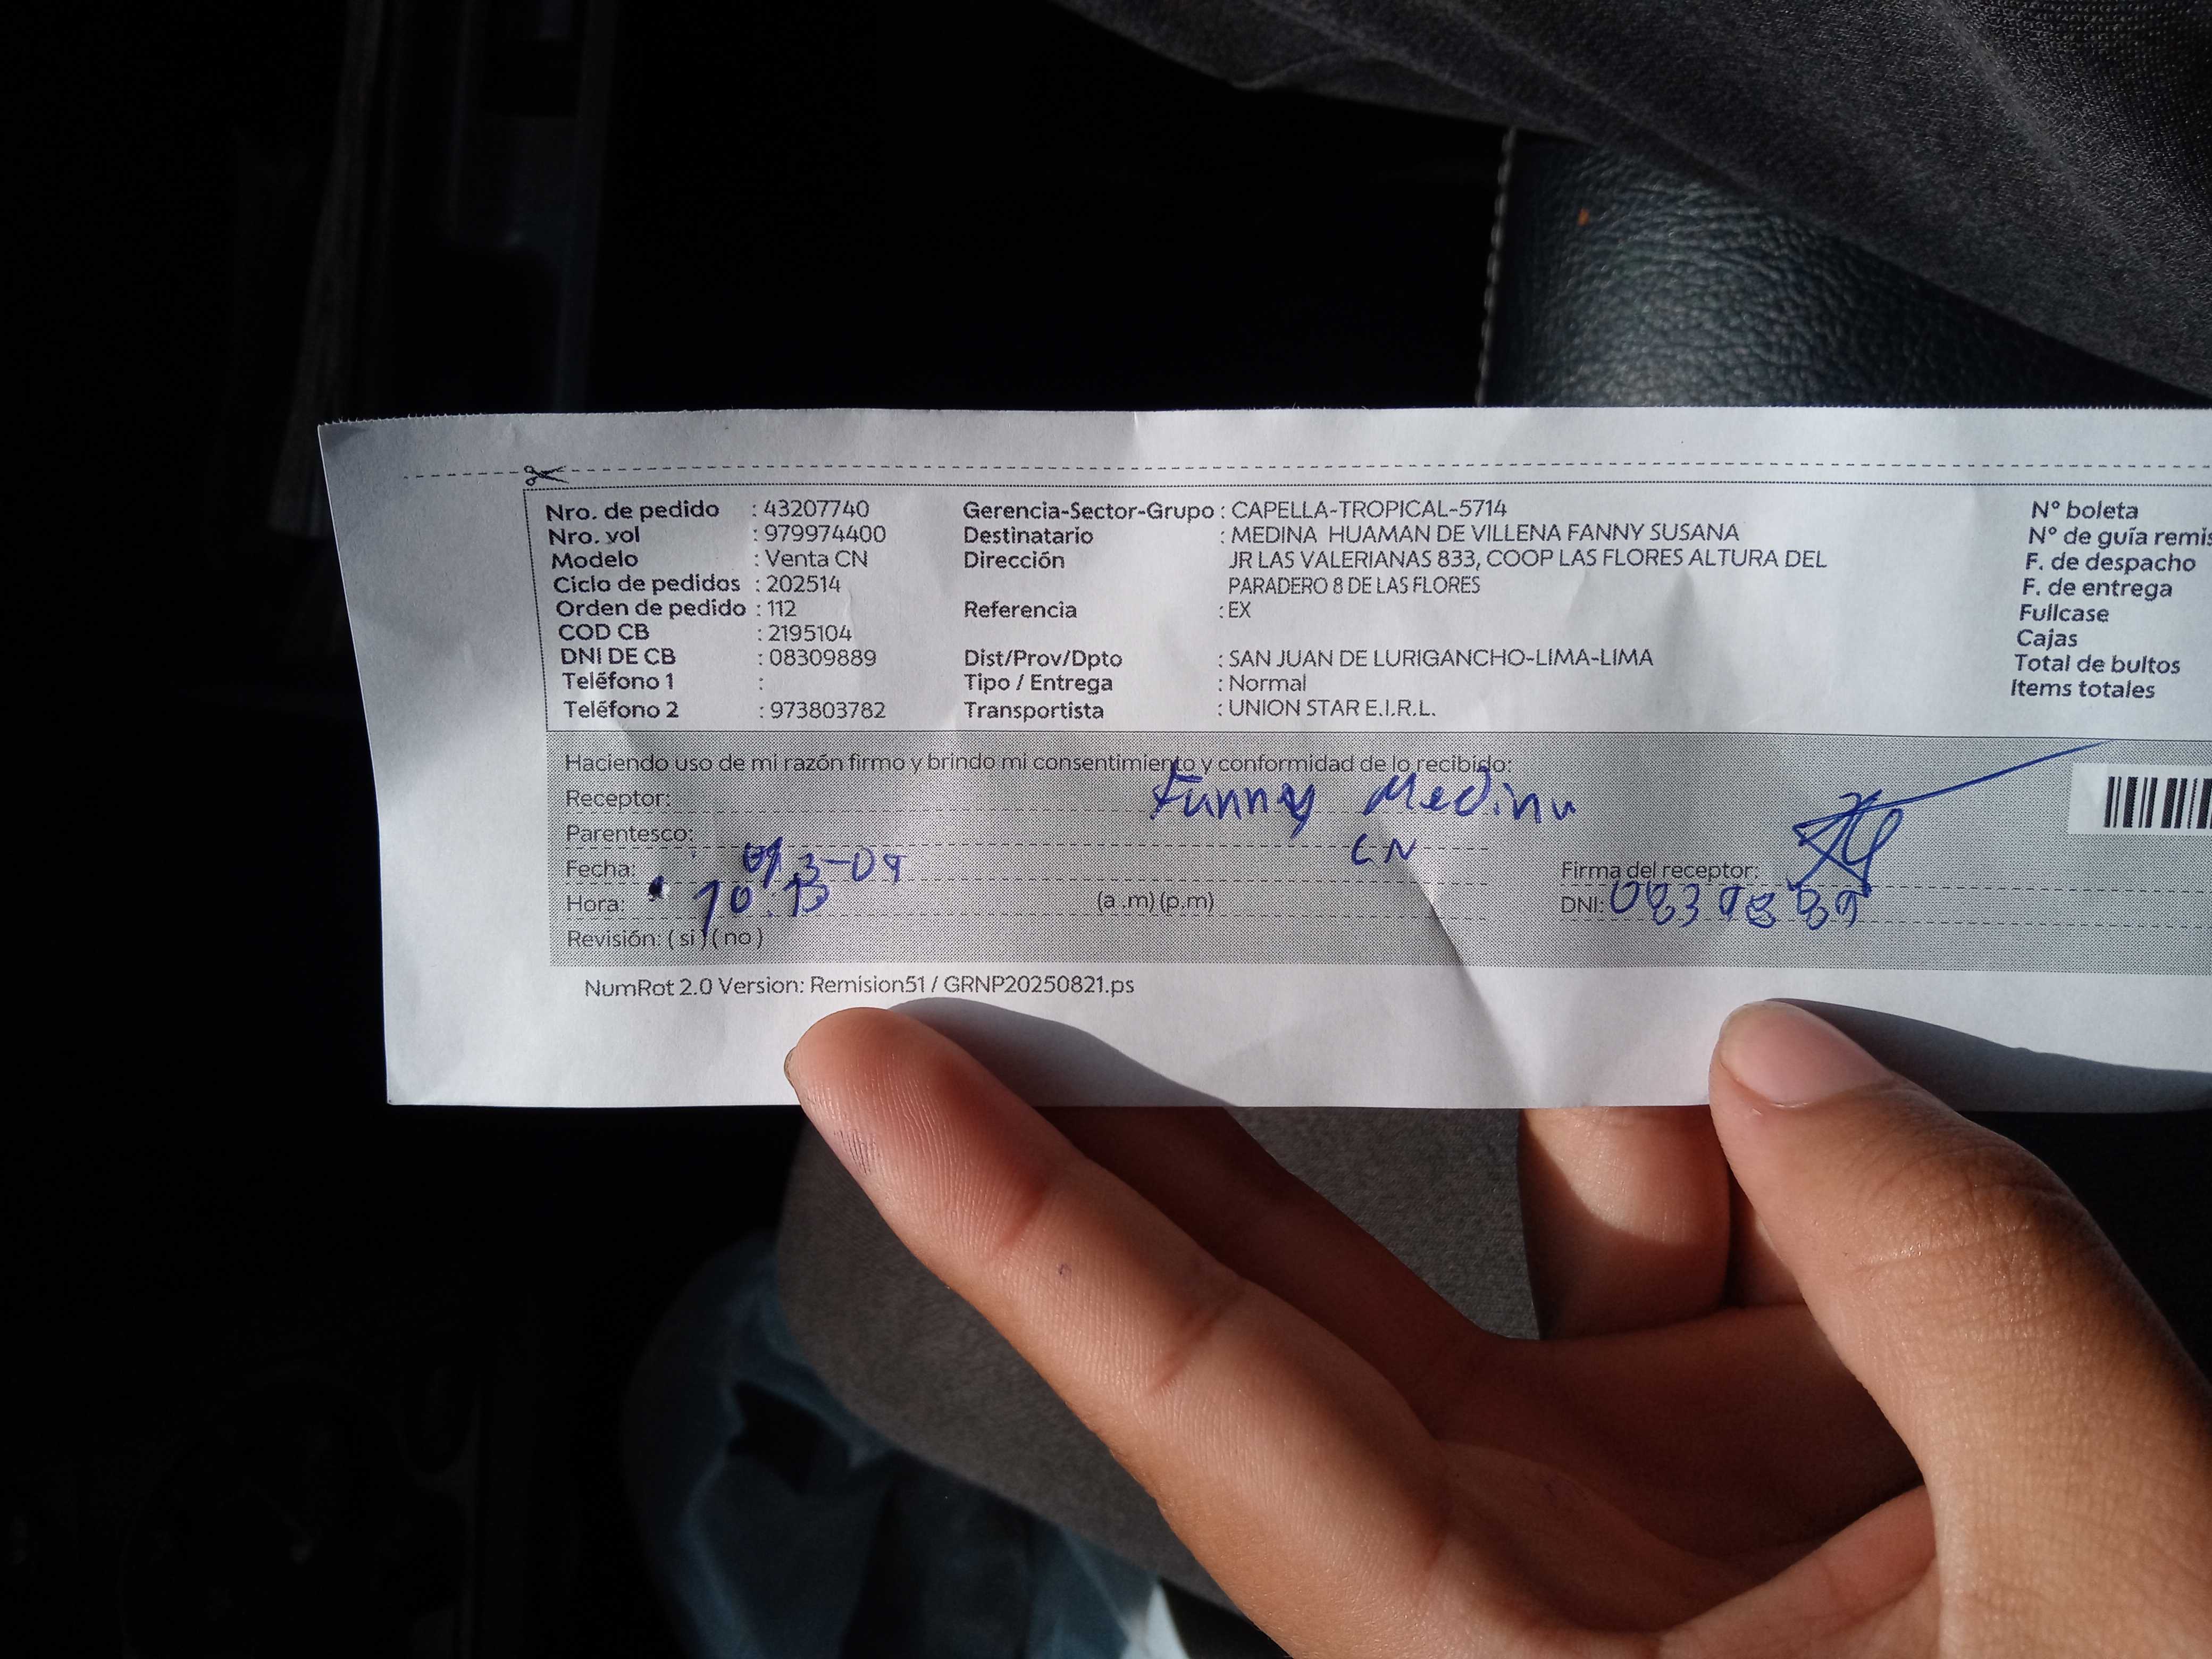 Nro. de pedido : 43207740
Nro. vol : 979974400
Modelo : Venta CN
Ciclo de pedidos : 202514
Orden de pedido : 112
COD CB : 2195104
DNI DE CB : 08309889
Teléfono 1 :
Teléfono 2 : 973803782
Gerencia-Sector-Grupo : CAPELLA-TROPICAL-5714
Destinatario : MEDINA HUAMAN DE VILLENA FANNY SUSANA
Dirección JR LAS VALERIANAS 833, COOP LAS FLORES ALTURA DEL
PARADERO 8 DE LAS FLORES
Referencia : EX
Dist/Prov/Dpto : SAN JUAN DE LURIGANCHO-LIMA-LIMA
Tipo / Entrega : Normal
Transportista : UNION STAR E.I.R.L.
N° boleta
N° de guía remis
F. de despacho
F. de entrega
Fullcase
Cajas
Total de bultos
Items totales
Haciendo uso de mi razón firmo y brindo mi consentimiento y conformidad de lo recibido:
Receptor: Fanny Medina
Parentesco: CN
Fecha:
Hora: (a .m) (p.m)
Revisión: ( si ) ( no )
Firma del receptor:
DNI:
NumRot 2.0 Version: Remision51 / GRNP20250821.ps